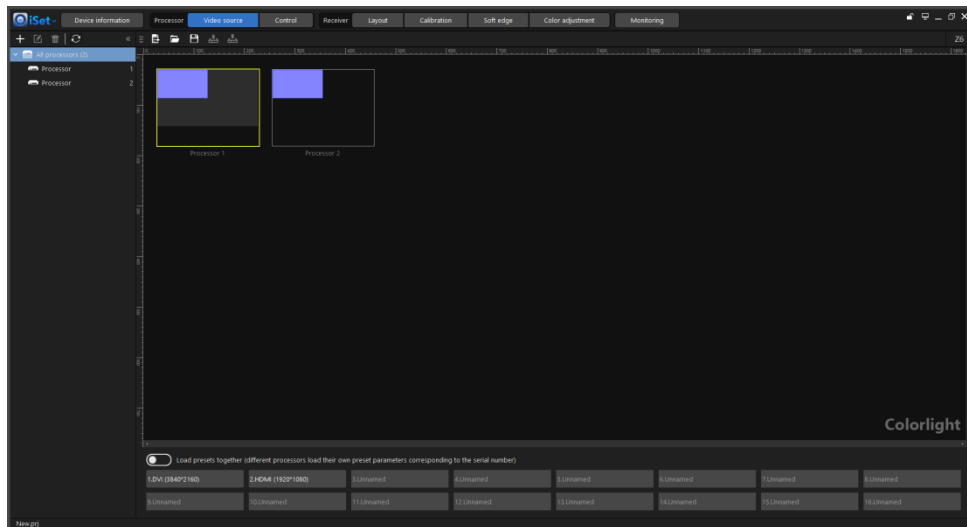 iSet Device information Processor Video source Control Receiver Layout Calibration Soft edge Color adjustment Monitoring
Z6
All processors (2)
Processor 1
Processor 2
Processor 1 Processor 2
Colorlight
Load presets together (different processors load their own preset parameters corresponding to the serial number)
1.DVI (3840*2160) 2.HDMI (1920*1080) 3.Unnamed 4.Unnamed 5.Unnamed 6.Unnamed 7.Unnamed 8.Unnamed
9.Unnamed 10.Unnamed 11.Unnamed 12.Unnamed 13.Unnamed 14.Unnamed 15.Unnamed 16.Unnamed
New.prj